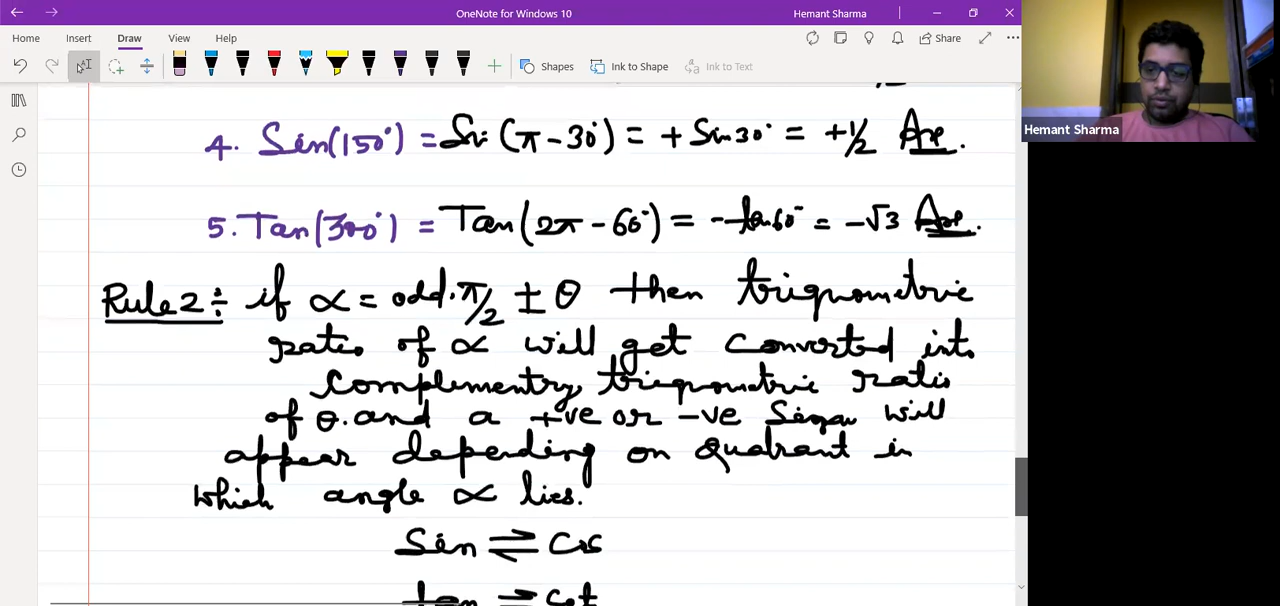 OneNote for Windows 10
Hemant Sharma
Home Insert Draw View Help
Share
Shapes Ink to Shape Ink to Text
4. Sin(150°) = Sin (π - 30°) = + Sin 30° = +1/2 Ans.
5. Tan(300°) = Tan(2π - 60°) = - tan 60° = -√3 Ans.
Rule 2 ÷ if α = odd. π/2 ± θ then trignometric
ratio of α will get converted into
Complementry trignometric ratio
of θ. and a +ve or -ve Sign will
appear depending on Quadrant in
which angle α lies.
Sin ⇌ Cos
tan ⇌ Cot
Hemant Sharma